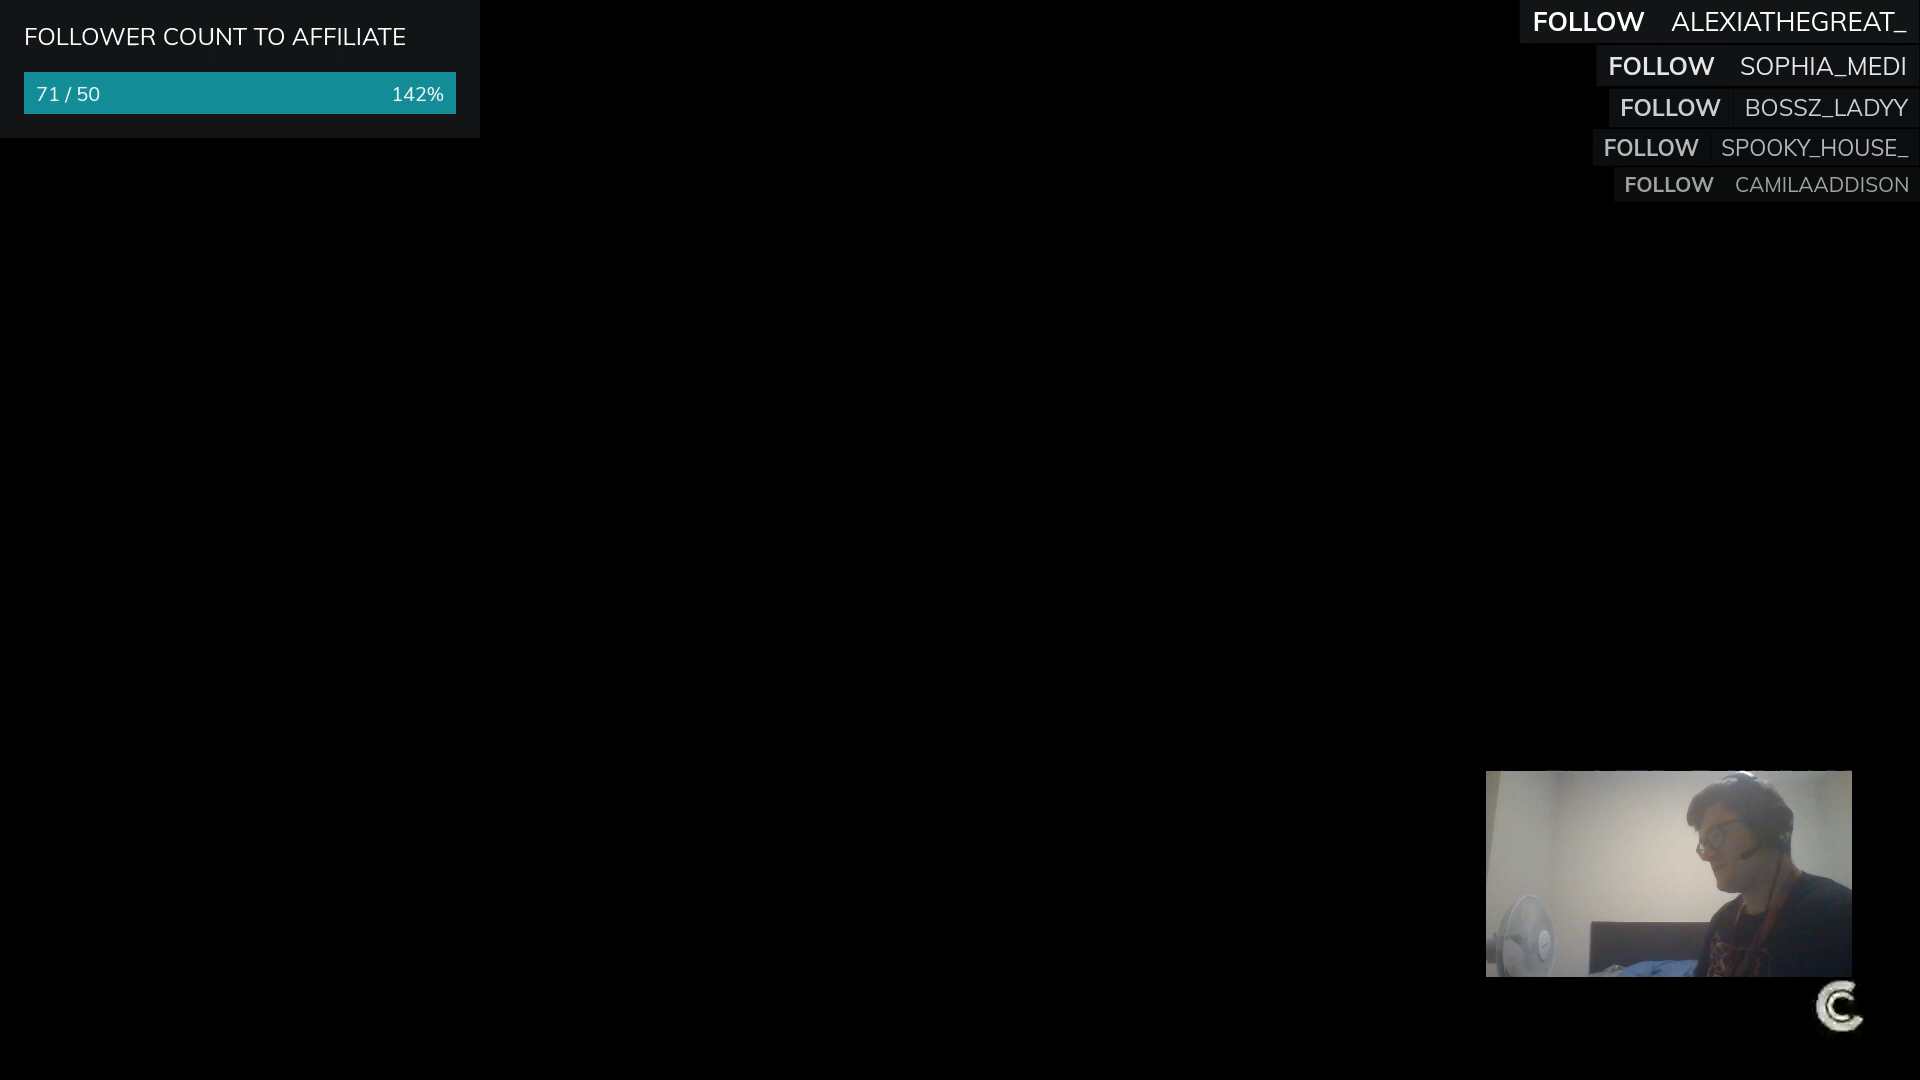 FOLLOWER COUNT TO AFFILIATE
71 / 50 142%
FOLLOW ALEXIATHEGREAT_
FOLLOW SOPHIA_MEDI
FOLLOW BOSSZ_LADYY
FOLLOW SPOOKY_HOUSE_
FOLLOW CAMILAADDISON